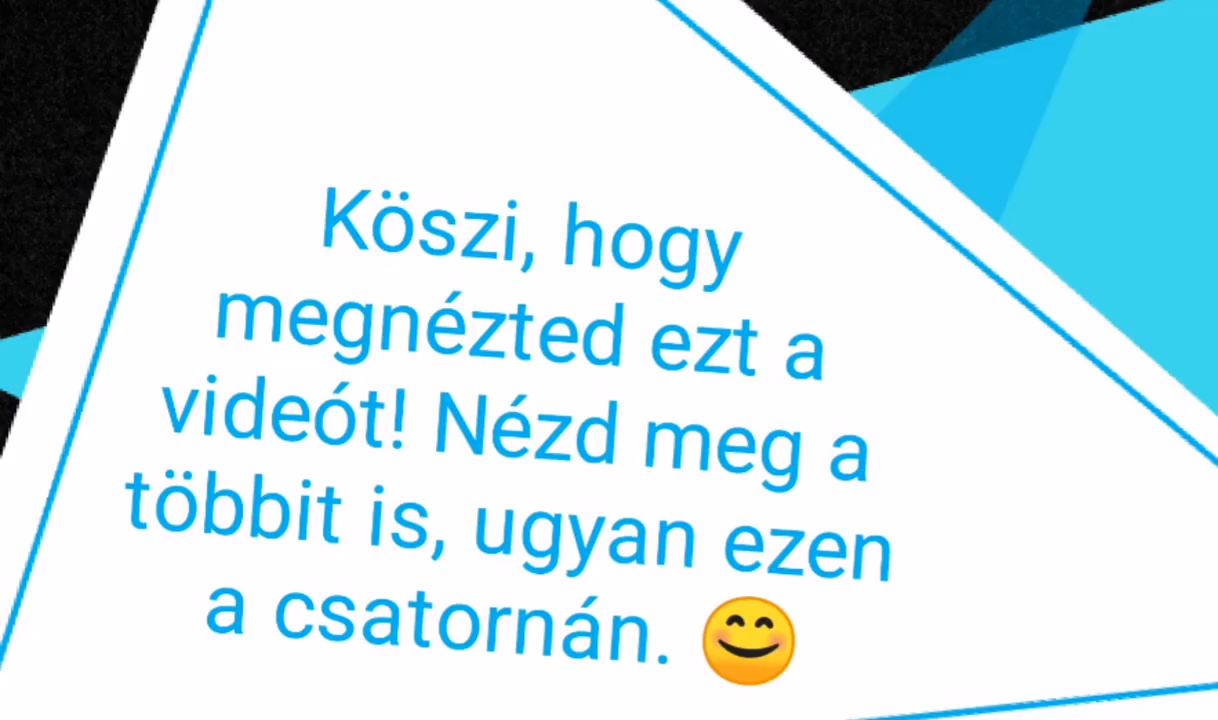 Köszi, hogy
megnézted ezt a
videót! Nézd meg a
többit is, ugyan ezen
a csatornán. 😊